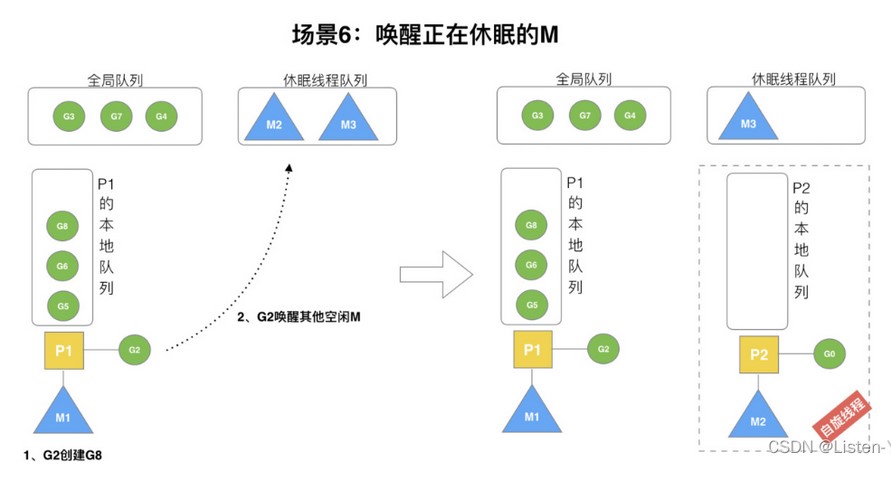 场景6：唤醒正在休眠的M
全局队列
G3 G7 G4
休眠线程队列
M2 M3
P1的本地队列
G8
G6
G5
P1
G2
M1
1、G2创建G8
2、G2唤醒其他空闲M
全局队列
G3 G7 G4
休眠线程队列
M3
P1的本地队列
G8
G6
G5
P1
G2
M1
P2的本地队列
P2
G0
M2
自旋线程
CSDN @Listen-Y